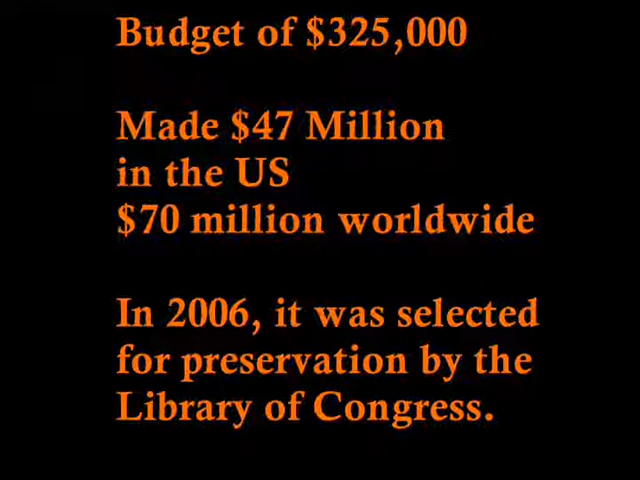 Budget of $325,000
Made $47 Million
in the US
$70 million worldwide
In 2006, it was selected
for preservation by the
Library of Congress.